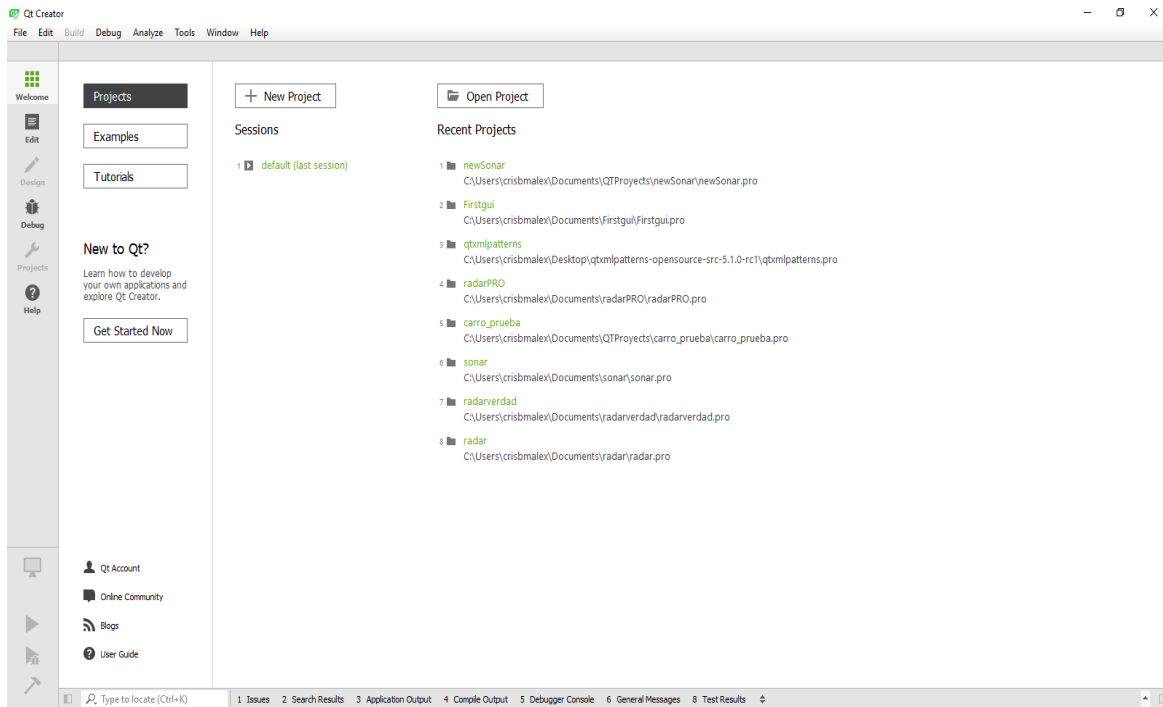 Qt Creator
File Edit Build Debug Analyze Tools Window Help
Welcome
Edit
Design
Debug
Projects
Help
Projects
Examples
Tutorials
New to Qt?
Learn how to develop
your own applications and
explore Qt Creator.
Get Started Now
Qt Account
Online Community
Blogs
User Guide
New Project
Sessions
1 default (last session)
Open Project
Recent Projects
1 newSonar
C:\Users\crisbmalex\Documents\QTProyects\newSonar\newSonar.pro
2 Firstgui
C:\Users\crisbmalex\Documents\Firstgui\Firstgui.pro
3 qtxmlpatterns
C:\Users\crisbmalex\Desktop\qtxmlpatterns-opensource-src-5.1.0-rc1\qtxmlpatterns.pro
4 radarPRO
C:\Users\crisbmalex\Documents\radarPRO\radarPRO.pro
5 carro_prueba
C:\Users\crisbmalex\Documents\QTProyects\carro_prueba\carro_prueba.pro
6 sonar
C:\Users\crisbmalex\Documents\sonar\sonar.pro
7 radarverdad
C:\Users\crisbmalex\Documents\radarverdad\radarverdad.pro
8 radar
C:\Users\crisbmalex\Documents\radar\radar.pro
Type to locate (Ctrl+K) 1 Issues 2 Search Results 3 Application Output 4 Compile Output 5 Debugger Console 6 General Messages 8 Test Results